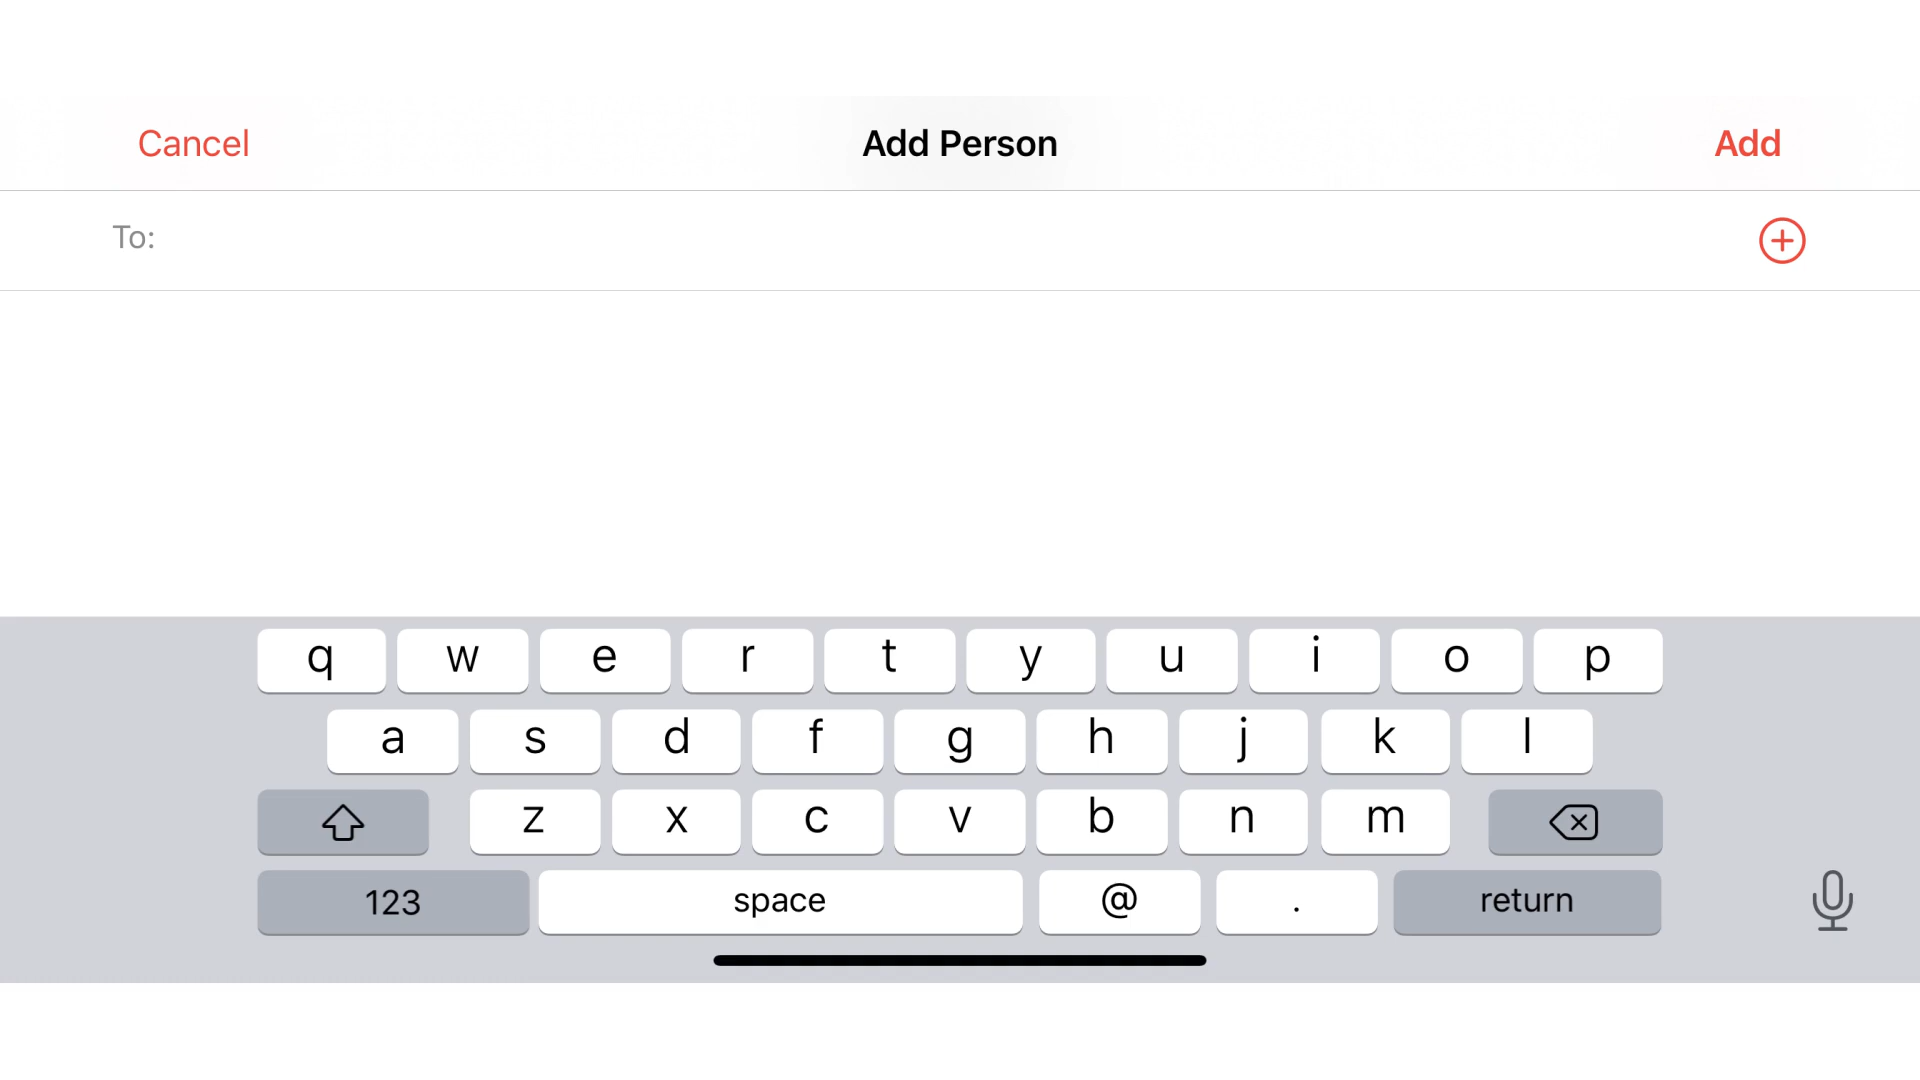 Cancel Add Person Add
To:
q w e r t y u i o p
a s d f g h j k l
z x c v b n m
123 space @ . return